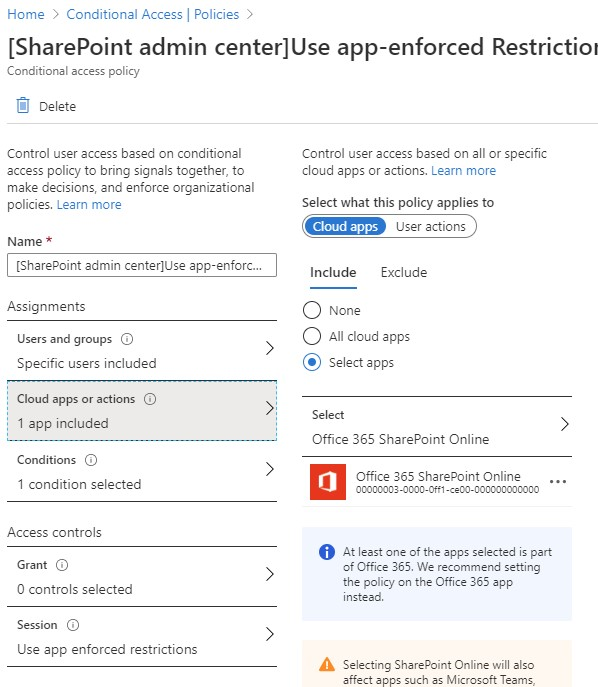 Home > Conditional Access | Policies >
[SharePoint admin center]Use app-enforced Restriction
Conditional access policy
Delete
Control user access based on conditional
access policy to bring signals together, to
make decisions, and enforce organizational
policies. Learn more
Name *
[SharePoint admin center]Use app-enforc...
Assignments
Users and groups
Specific users included
Cloud apps or actions
1 app included
Conditions
1 condition selected
Access controls
Grant
0 controls selected
Session
Use app enforced restrictions
Control user access based on all or specific
cloud apps or actions. Learn more
Select what this policy applies to
Cloud apps User actions
Include Exclude
None
All cloud apps
Select apps
Select
Office 365 SharePoint Online
Office 365 SharePoint Online
00000003-0000-0ff1-ce00-000000000000
At least one of the apps selected is part
of Office 365. We recommend setting
the policy on the Office 365 app
instead.
Selecting SharePoint Online will also
affect apps such as Microsoft Teams,